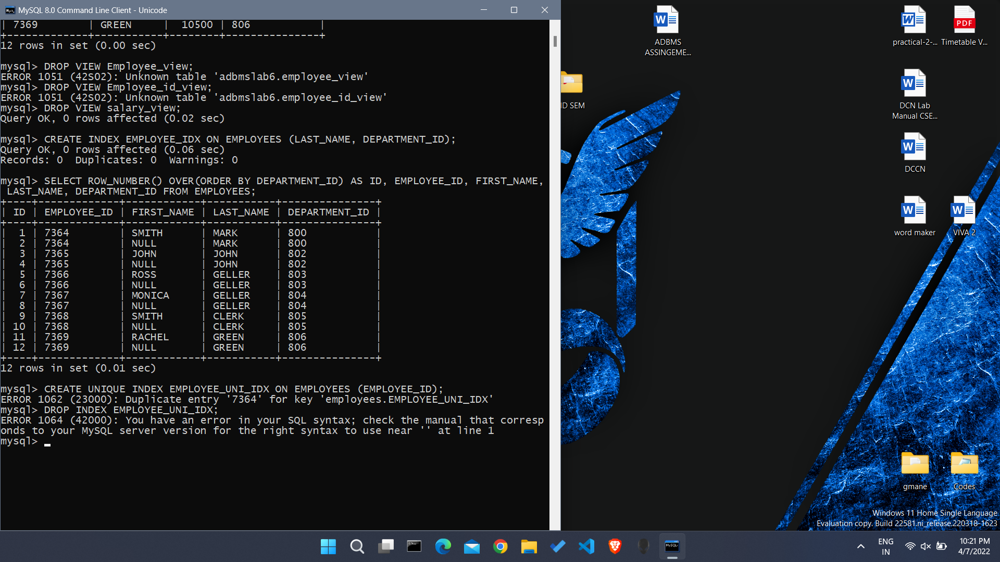 MySQL 8.0 Command Line Client - Unicode
| 7369          | GREEN     |  10500 | 806           |
+-------------+-----------+--------+---------------+
12 rows in set (0.00 sec)
mysql> DROP VIEW Employee_view;
ERROR 1051 (42S02): Unknown table 'adbmslab6.employee_view'
mysql> DROP VIEW Employee_id_view;
ERROR 1051 (42S02): Unknown table 'adbmslab6.employee_id_view'
mysql> DROP VIEW salary_view;
Query OK, 0 rows affected (0.02 sec)
mysql> CREATE INDEX EMPLOYEE_IDX ON EMPLOYEES (LAST_NAME, DEPARTMENT_ID);
Query OK, 0 rows affected (0.06 sec)
Records: 0  Duplicates: 0  Warnings: 0
mysql> SELECT ROW_NUMBER() OVER(ORDER BY DEPARTMENT_ID) AS ID, EMPLOYEE_ID, FIRST_NAME,
 LAST_NAME, DEPARTMENT_ID FROM EMPLOYEES;
+----+-------------+------------+-----------+---------------+
| ID | EMPLOYEE_ID | FIRST_NAME | LAST_NAME | DEPARTMENT_ID |
+----+-------------+------------+-----------+---------------+
|  1 | 7364        | SMITH      | MARK      | 800           |
|  2 | 7364        | NULL       | MARK      | 800           |
|  3 | 7365        | JOHN       | JOHN      | 802           |
|  4 | 7365        | NULL       | JOHN      | 802           |
|  5 | 7366        | ROSS       | GELLER    | 803           |
|  6 | 7366        | NULL       | GELLER    | 803           |
|  7 | 7367        | MONICA     | GELLER    | 804           |
|  8 | 7367        | NULL       | GELLER    | 804           |
|  9 | 7368        | SMITH      | CLERK     | 805           |
| 10 | 7368        | NULL       | CLERK     | 805           |
| 11 | 7369        | RACHEL     | GREEN     | 806           |
| 12 | 7369        | NULL       | GREEN     | 806           |
+----+-------------+------------+-----------+---------------+
12 rows in set (0.01 sec)
mysql> CREATE UNIQUE INDEX EMPLOYEE_UNI_IDX ON EMPLOYEES (EMPLOYEE_ID);
ERROR 1062 (23000): Duplicate entry '7364' for key 'employees.EMPLOYEE_UNI_IDX'
mysql> DROP INDEX EMPLOYEE_UNI_IDX;
ERROR 1064 (42000): You have an error in your SQL syntax; check the manual that corresp
onds to your MySQL server version for the right syntax to use near '' at line 1
mysql>
ADBMS
ASSINGEME...
practical-2-...
PDF
Timetable V...
ID SEM
DCN Lab
Manual CSE...
DCCN
word maker
VIVA 2
gmane
Codes
Windows 11 Home Single Language
Evaluation copy. Build 22581.ni_release.220318-1623
ENG
IN
10:21 PM
4/7/2022